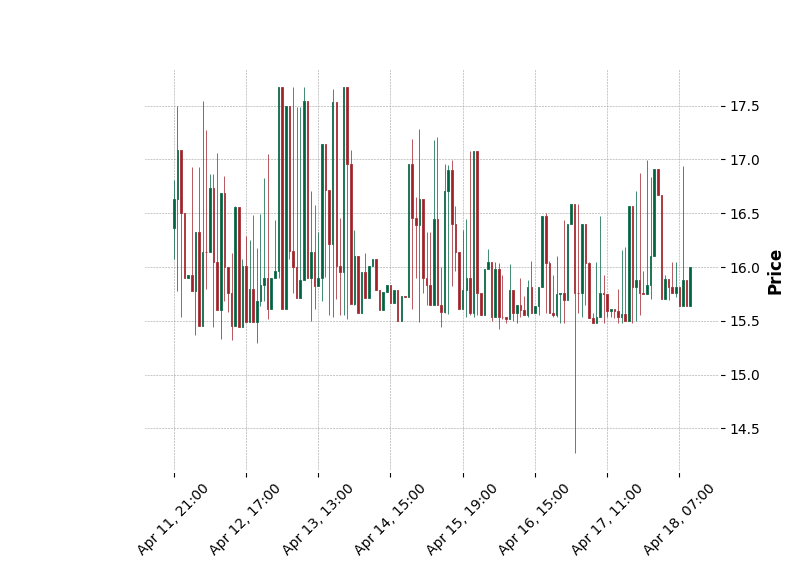 17.5
17.0
16.5
16.0
15.5
15.0
14.5
Price
Apr 11, 21:00
Apr 12, 17:00
Apr 13, 13:00
Apr 14, 15:00
Apr 15, 19:00
Apr 16, 15:00
Apr 17, 11:00
Apr 18, 07:00